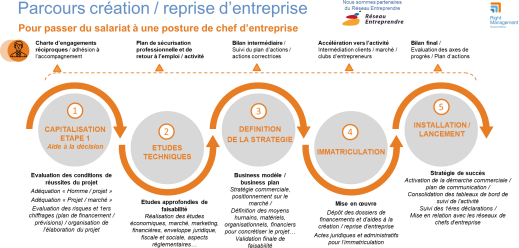 Parcours création / reprise d'entreprise
Nous sommes partenaires
du Réseau Entreprendre
Réseau
Entreprendre
Right
Management
Pour passer du salariat à une posture de chef d'entreprise
Charte d'engagements
réciproques / adhésion à
l'accompagnement
Plan de sécurisation
professionnelle et de
retour à l'emploi / activité
Bilan intermédiaire /
Suivi du plan d'actions /
actions correctrices
Accélération vers l'activité
Intermédiation clients / marché /
clubs d'entrepreneurs
Bilan final /
Evaluation des axes de
progrès / Plan d'actions
1
CAPITALISATION
ETAPE 1
Aide à la décision
2
ETUDES
TECHNIQUES
3
DEFINITION
DE LA STRATEGIE
4
IMMATRICULATION
5
INSTALLATION /
LANCEMENT
Evaluation des conditions de
réussites du projet
Adéquation « Homme / projet »
Adéquation « Projet / marché »
Evaluation des risques et 1ers
chiffrages (plan de financement /
prévisions) / organisation de
l'élaboration du projet
Etudes approfondies de
faisabilité
Réalisation des études
économiques, marché, marketing,
financières, enveloppe juridique,
fiscale et sociale, aspects
réglementaires…
Business modèle /
business plan
Stratégie commerciale,
positionnement sur le
marché /
Définition des moyens
humains, matériels,
organisationnels, financiers
pour concrétiser le projet…
Validation finale de
faisabilité
Mise en œuvre
Dépôt des dossiers de
financements et d'aides à la
création / reprise d'entreprise
Actes juridiques et administratifs
pour l'immatriculation
Stratégie de succès
Activation de la démarche commerciale /
plan de communication /
Consolidation des tableaux de bord de
suivi de l'activité
Suivi des 1ères déclarations /
Mise en relation avec les réseaux de
chefs d'entreprise